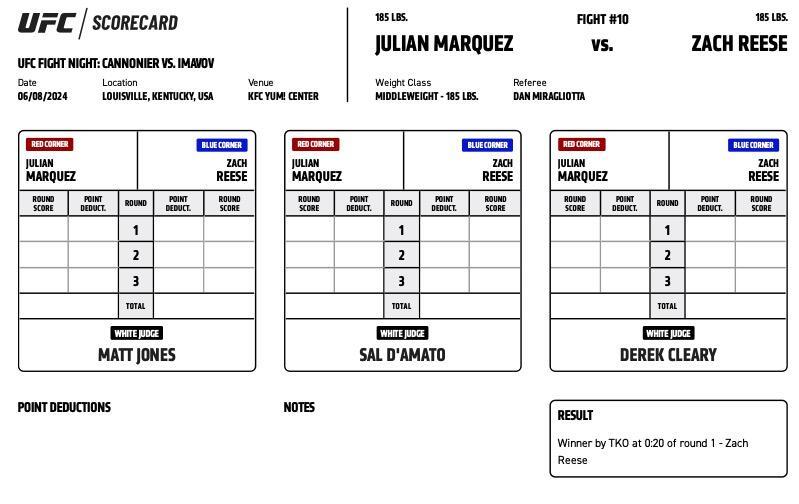 UFC / SCORECARD
UFC FIGHT NIGHT: CANNONIER VS. IMAVOV
Date Location Venue
06/08/2024 LOUISVILLE, KENTUCKY, USA KFC YUM! CENTER
185 LBS. FIGHT #10 185 LBS.
JULIAN MARQUEZ vs. ZACH REESE
Weight Class Referee
MIDDLEWEIGHT - 185 LBS. DAN MIRAGLIOTTA
RED CORNER BLUE CORNER
JULIAN ZACH
MARQUEZ REESE
ROUND POINT ROUND POINT ROUND
SCORE DEDUCT. DEDUCT. SCORE
1
2
3
TOTAL
WHITE JUDGE
MATT JONES
RED CORNER BLUE CORNER
JULIAN ZACH
MARQUEZ REESE
ROUND POINT ROUND POINT ROUND
SCORE DEDUCT. DEDUCT. SCORE
1
2
3
TOTAL
WHITE JUDGE
SAL D'AMATO
RED CORNER BLUE CORNER
JULIAN ZACH
MARQUEZ REESE
ROUND POINT ROUND POINT ROUND
SCORE DEDUCT. DEDUCT. SCORE
1
2
3
TOTAL
WHITE JUDGE
DEREK CLEARY
POINT DEDUCTIONS
NOTES
RESULT
Winner by TKO at 0:20 of round 1 - Zach
Reese